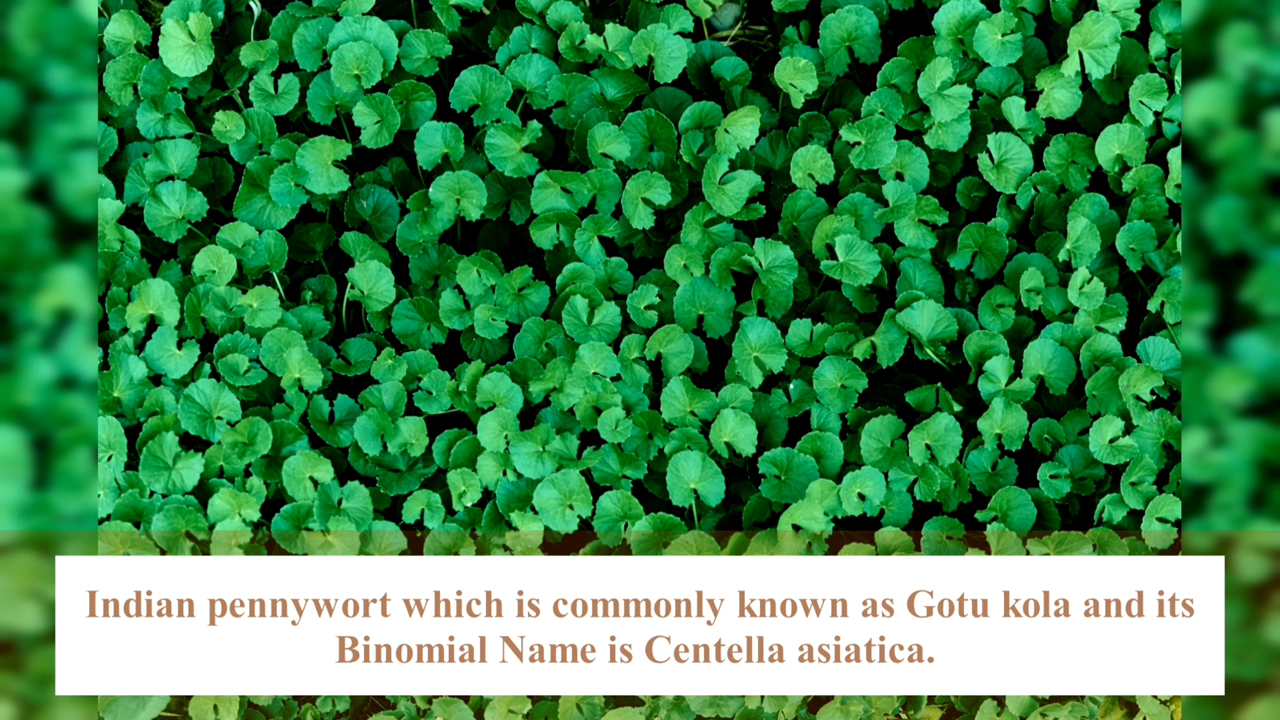 Indian pennywort which is commonly known as Gotu kola and its
Binomial Name is Centella asiatica.